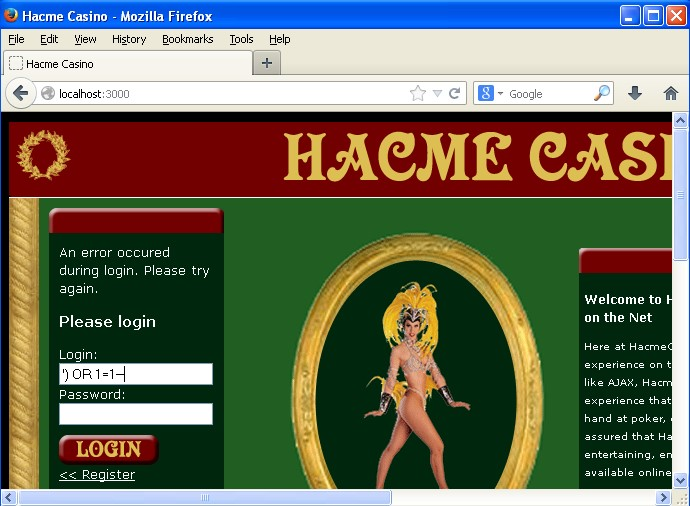 Hacme Casino - Mozilla Firefox
File Edit View History Bookmarks Tools Help
Hacme Casino
localhost:3000
Google
HACME CASI
An error occured
during login. Please try
again.
Please login
Login:
') OR 1=1--
Password:
LOGIN
<< Register
Welcome to H
on the Net
Here at HacmeC
experience on t
like AJAX, Hacm
experience that
hand at poker,
assured that Ha
entertaining, en
available online